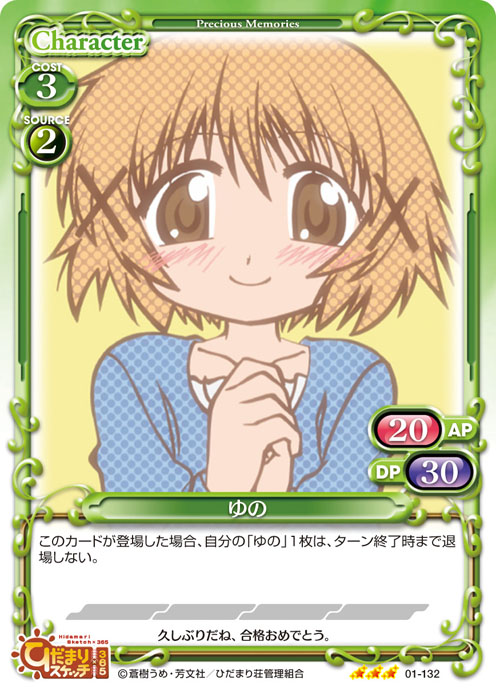 Precious Memories
Character
COST
3
SOURCE
2
20 AP
DP 30
ゆの
このカードが登場した場合、自分の「ゆの」1枚は、ターン終了時まで退
場しない。
久しぶりだね、合格おめでとう。
Hidamari
Sketch×365
ひだまり
スケッチ
×365
©蒼樹うめ・芳文社／ひだまり荘管理組合
★★★ 01-132